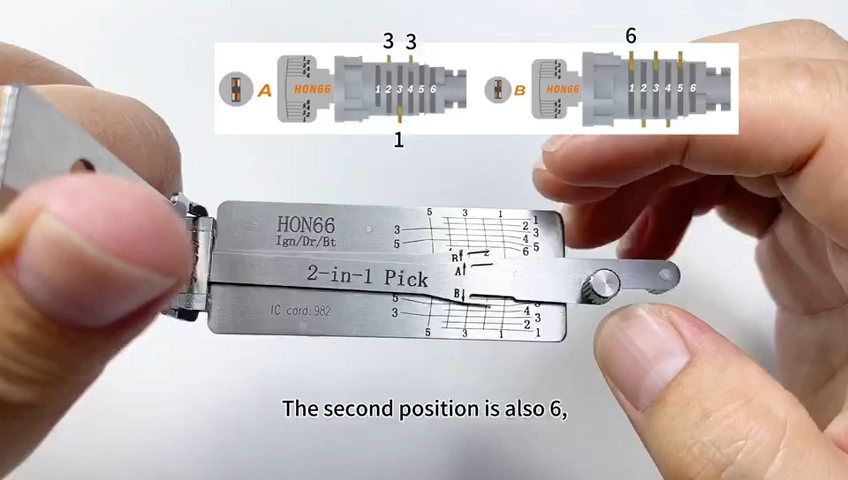 3 3
6
A HON66 1 2 3 4 5 6
B HON66 1 2 3 4 5 6
1
HON66
Ign/Dr/Bt
2-in-1 Pick
IC card:982
5 3 1
3
5
1
2
3
4
5
6
B
A
B
5
3
4
3
2
1
5 3 1
The second position is also 6,